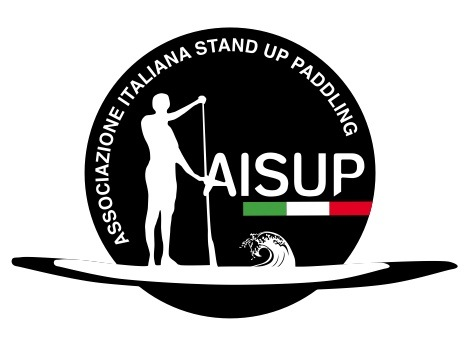 ASSOCIAZIONE ITALIANA STAND UP PADDLING
AISUP